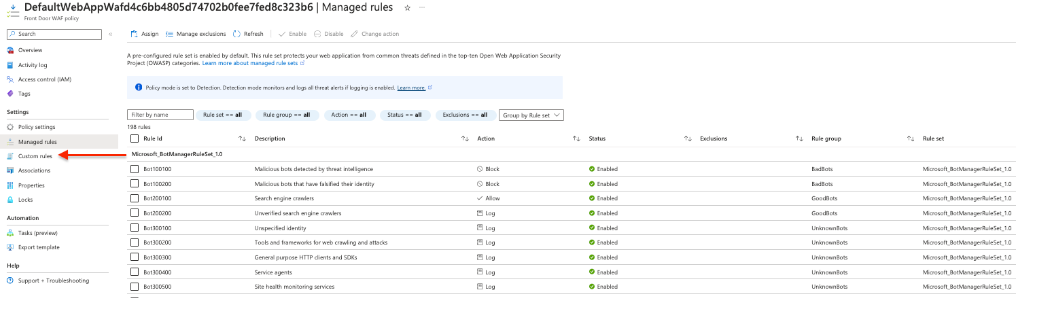 DefaultWebAppWafd4c6bb4805d74702b0fee7fed8c323b6 | Managed rules
Front Door WAF policy
Search
Overview
Activity log
Access control (IAM)
Tags
Settings
Policy settings
Managed rules
Custom rules
Associations
Properties
Locks
Automation
Tasks (preview)
Export template
Help
Support + Troubleshooting
Assign Manage exclusions Refresh Enable Disable Change action
A pre-configured rule set is enabled by default. This rule set protects your web application from common threats defined in the top-ten Open Web Application Security
Project (OWASP) categories. Learn more about managed rule sets
Policy mode is set to Detection. Detection mode monitors and logs all threat alerts if logging is enabled. Learn more.
Filter by name Rule set == all Rule group == all Action == all Status == all Exclusions == all Group by Rule set
198 rules
Rule Id Description Action Status Exclusions Rule group Rule set
Microsoft_BotManagerRuleSet_1.0
Bot100100 Malicious bots detected by threat intelligence Block Enabled BadBots Microsoft_BotManagerRuleSet_1.0
Bot100200 Malicious bots that have falsified their identity Block Enabled BadBots Microsoft_BotManagerRuleSet_1.0
Bot200100 Search engine crawlers Allow Enabled GoodBots Microsoft_BotManagerRuleSet_1.0
Bot200200 Unverified search engine crawlers Log Enabled GoodBots Microsoft_BotManagerRuleSet_1.0
Bot300100 Unspecified identity Log Enabled UnknownBots Microsoft_BotManagerRuleSet_1.0
Bot300200 Tools and frameworks for web crawling and attacks Log Enabled UnknownBots Microsoft_BotManagerRuleSet_1.0
Bot300300 General purpose HTTP clients and SDKs Log Enabled UnknownBots Microsoft_BotManagerRuleSet_1.0
Bot300400 Service agents Log Enabled UnknownBots Microsoft_BotManagerRuleSet_1.0
Bot300500 Site health monitoring services Log Enabled UnknownBots Microsoft_BotManagerRuleSet_1.0